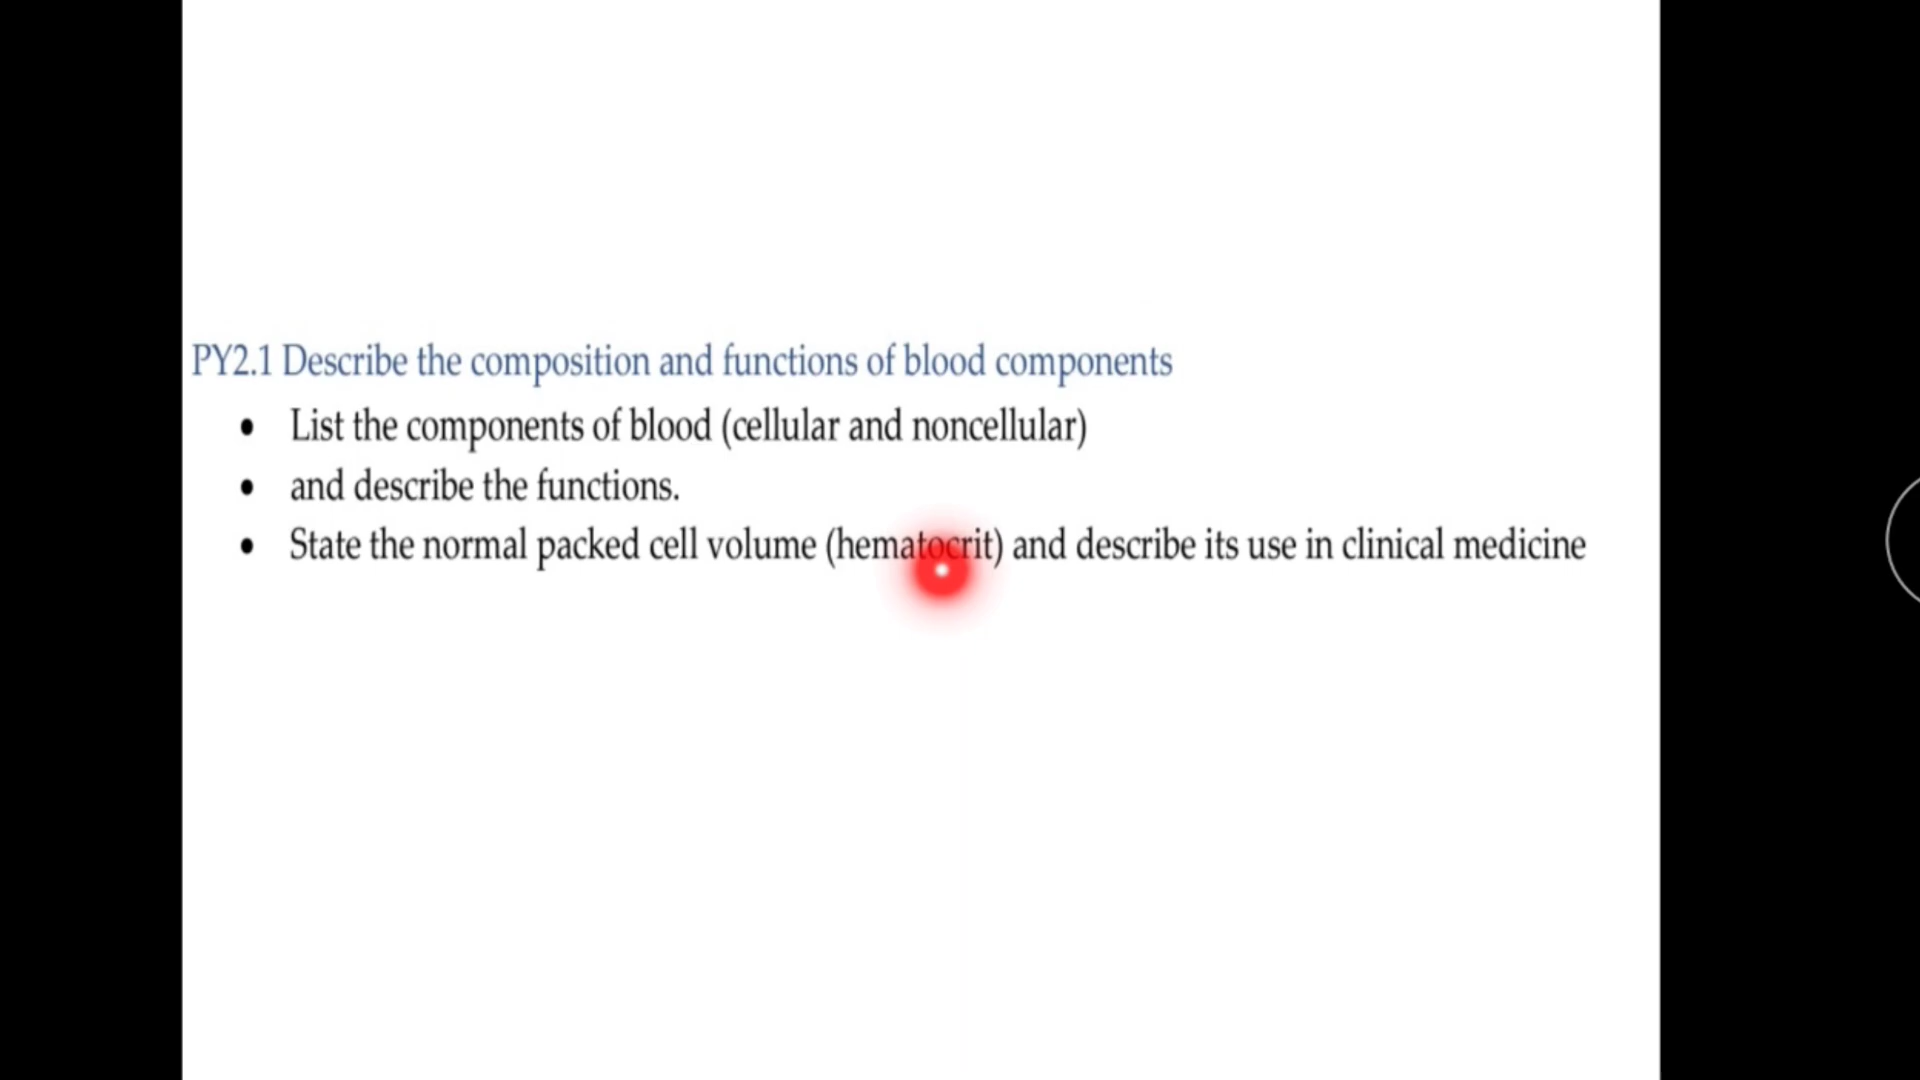 PY2.1 Describe the composition and functions of blood components
• List the components of blood (cellular and noncellular)
• and describe the functions.
• State the normal packed cell volume (hematocrit) and describe its use in clinical medicine